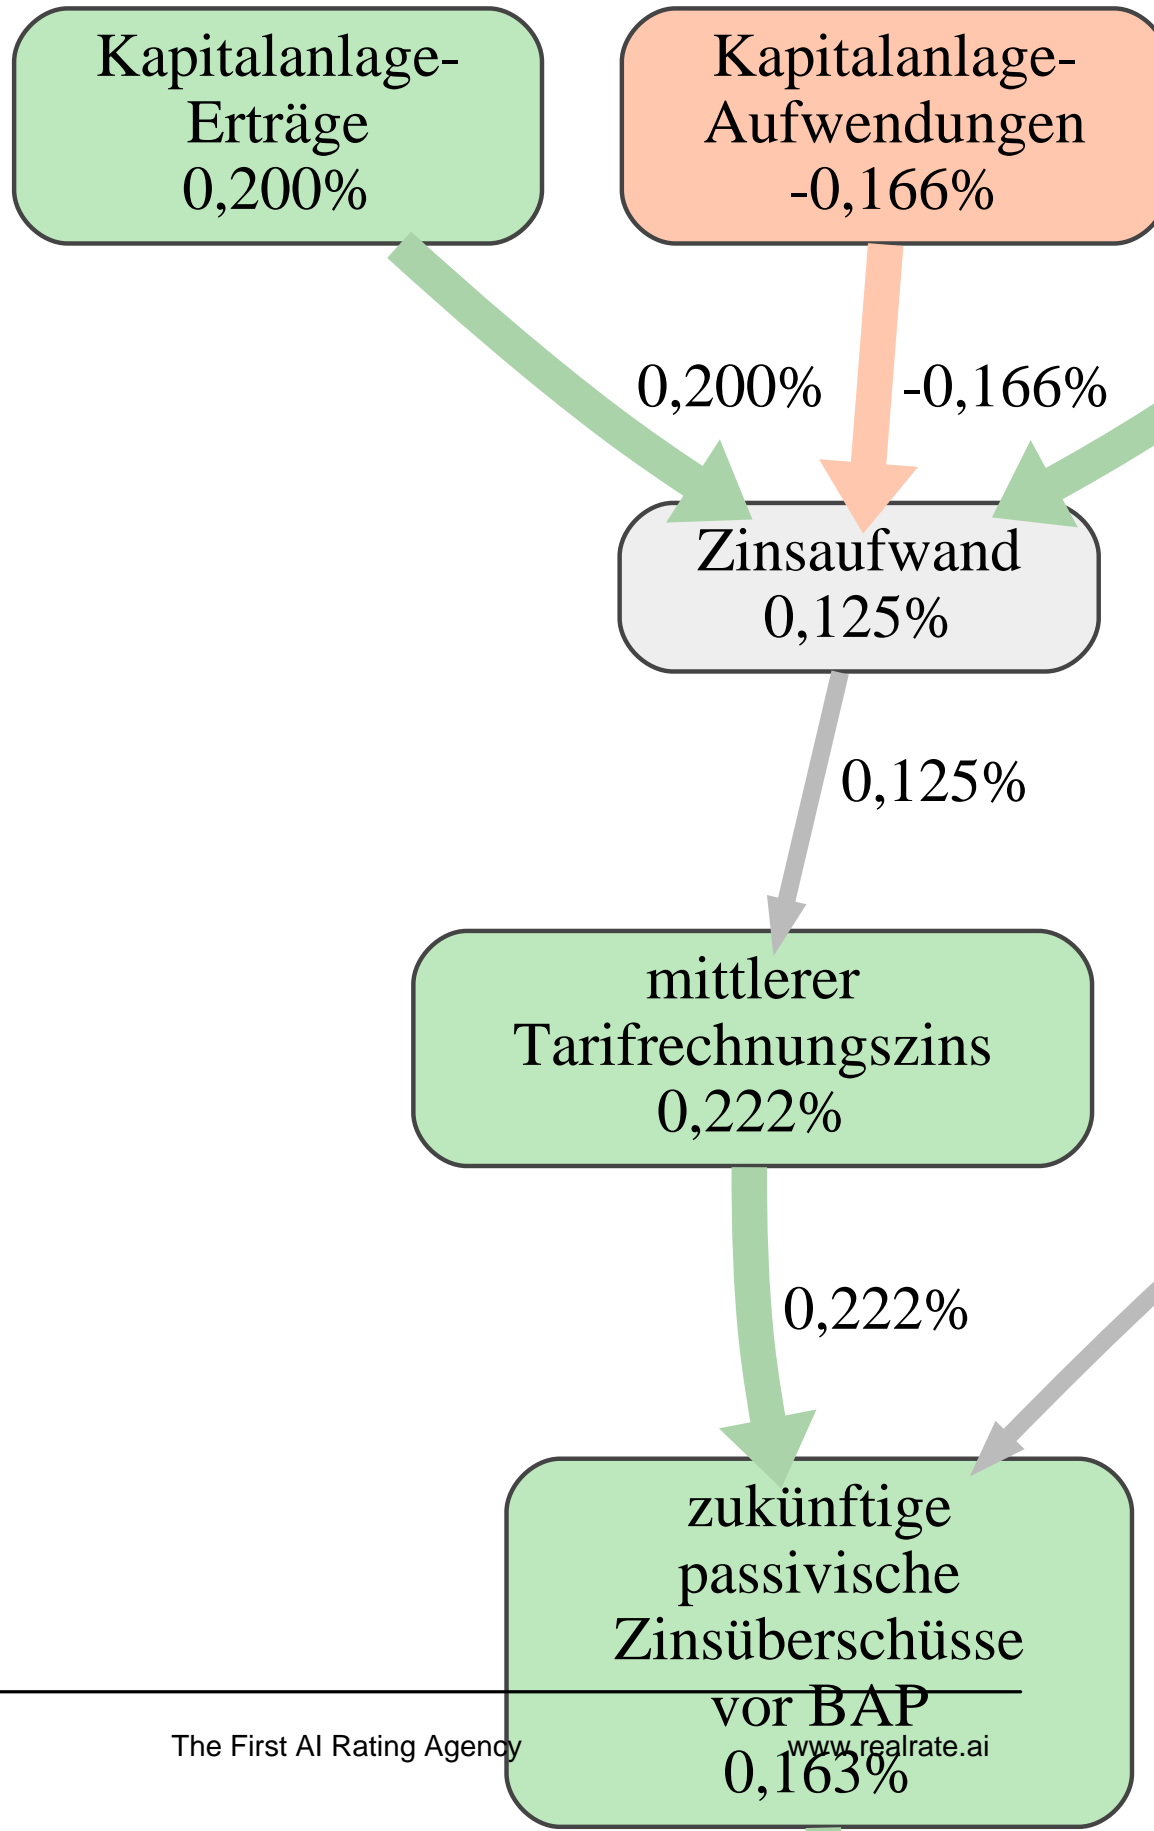 Kapitalanlage-
Erträge
0,200%
Kapitalanlage-
Aufwendungen
-0,166%
0,200%
-0,166%
Zinsaufwand
0,125%
0,125%
mittlerer
Tarifrechnungszins
0,222%
0,222%
zukünftige
passivische
Zinsüberschüsse
vor BAP
0,163%
The First AI Rating Agency
www.realrate.ai